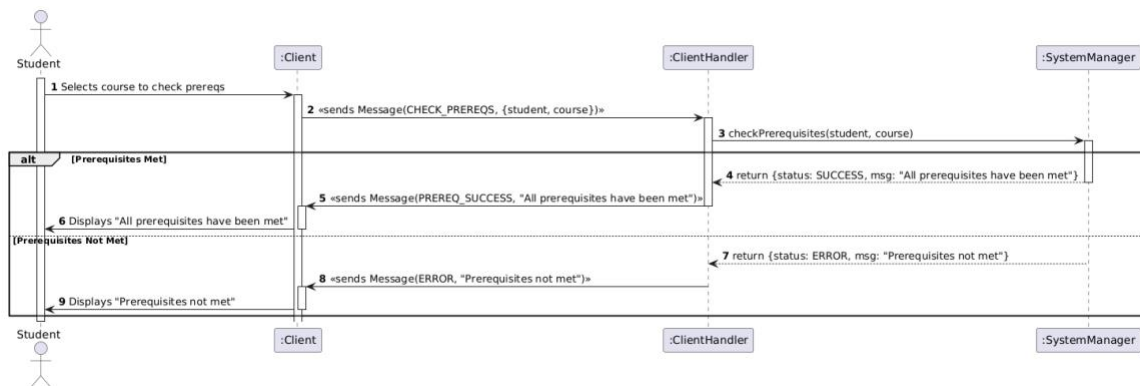 Student
:Client
:ClientHandler
:SystemManager
1 Selects course to check prereqs
2 «sends Message(CHECK_PREREQS, {student, course})»
3 checkPrerequisites(student, course)
alt [Prerequisites Met]
4 return {status: SUCCESS, msg: "All prerequisites have been met"}
5 «sends Message(PREREQ_SUCCESS, "All prerequisites have been met")»
6 Displays "All prerequisites have been met"
[Prerequisites Not Met]
7 return {status: ERROR, msg: "Prerequisites not met"}
8 «sends Message(ERROR, "Prerequisites not met")»
9 Displays "Prerequisites not met"
Student
:Client
:ClientHandler
:SystemManager